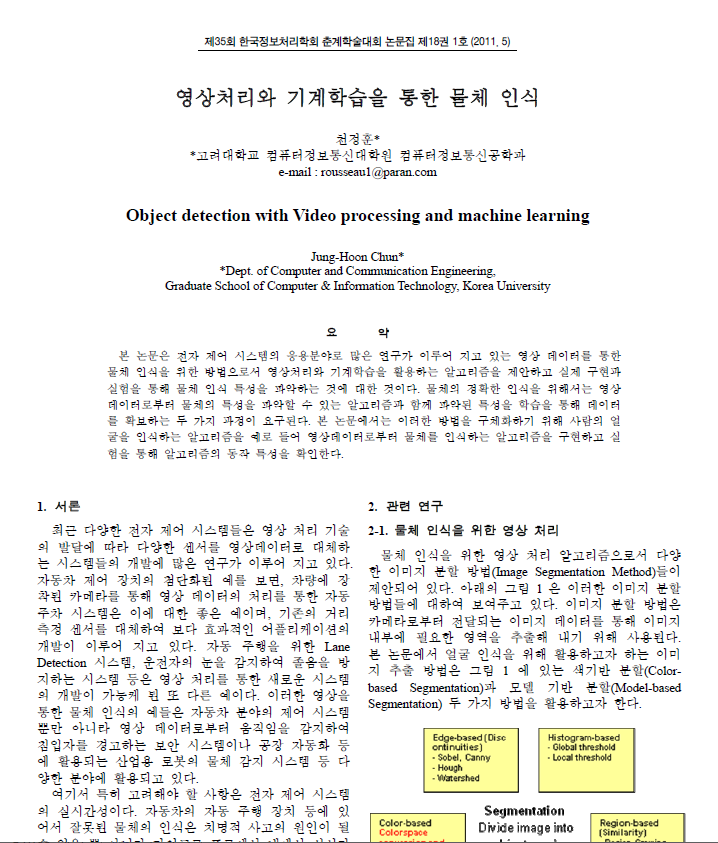 제35회 한국정보처리학회 춘계학술대회 논문집 제18권 1호 (2011. 5)
영상처리와 기계학습을 통한 물체 인식
천정훈*
*고려대학교 컴퓨터정보통신대학원 컴퓨터정보통신공학과
e-mail : rousseau1@paran.com
Object detection with Video processing and machine learning
Jung-Hoon Chun*
*Dept. of Computer and Communication Engineering,
Graduate School of Computer & Information Technology, Korea University
요 약
본 논문은 전자 제어 시스템의 응용분야로 많은 연구가 이루어 지고 있는 영상 데이터를 통한
물체 인식을 위한 방법으로서 영상처리와 기계학습을 활용하는 알고리즘을 제안하고 실제 구현과
실험을 통해 물체 인식 특성을 파악하는 것에 대한 것이다. 물체의 정확한 인식을 위해서는 영상
데이터로부터 물체의 특성을 파악할 수 있는 알고리즘과 함께 파악된 특성을 학습을 통해 데이터
를 확보하는 두 가지 과정이 요구된다. 본 논문에서는 이러한 방법을 구체화하기 위해 사람의 얼
굴을 인식하는 알고리즘을 예로 들어 영상데이터로부터 물체를 인식하는 알고리즘을 구현하고 실
험을 통해 알고리즘의 동작 특성을 확인한다.
1. 서론
최근 다양한 전자 제어 시스템들은 영상 처리 기술
의 발달에 따라 다양한 센서를 영상데이터로 대체하
는 시스템들의 개발에 많은 연구가 이루어 지고 있다.
자동차 제어 장치의 첨단화된 예를 보면, 차량에 장
착된 카메라를 통해 영상 데이터의 처리를 통한 자동
주차 시스템은 이에 대한 좋은 예이며, 기존의 거리
측정 센서를 대체하여 보다 효과적인 어플리케이션의
개발이 이루어 지고 있다. 자동 주행을 위한 Lane
Detection 시스템, 운전자의 눈을 감지하여 졸음을 방
지하는 시스템 등은 영상 처리를 통한 새로운 시스템
의 개발이 가능케 된 또 다른 예이다. 이러한 영상을
통한 물체 인식의 예들은 자동차 분야의 제어 시스템
뿐만 아니라 영상 데이터로부터 움직임을 감지하여
침입자를 경고하는 보안 시스템이나 공장 자동화 등
에 활용되는 산업용 로봇의 물체 감지 시스템 등 다
양한 분야에 활용되고 있다.
여기서 특히 고려해야 할 사항은 전자 제어 시스템
의 실시간성이다. 자동차의 자동 주행 장치 등에 있
어서 잘못된 물체의 인식은 치명적 사고의 원인이 될
2. 관련 연구
2-1. 물체 인식을 위한 영상 처리
물체 인식을 위한 영상 처리 알고리즘으로서 다양
한 이미지 분할 방법(Image Segmentation Method)들이
제안되어 있다. 아래의 그림 1 은 이러한 이미지 분할
방법들에 대하여 보여주고 있다. 이미지 분할 방법은
카메라로부터 전달되는 이미지 데이터를 통해 이미지
내부에 필요한 영역을 추출해 내기 위해 사용된다.
본 논문에서 얼굴 인식을 위해 활용하고자 하는 이미
지 추출 방법은 그림 1 에 있는 색기반 분할(Color-
based Segmentation)과 모델 기반 분할(Model-based
Segmentation) 두 가지 방법을 활용하고자 한다.
Edge-based (Disc
ontinuities)
- Sobel, Canny
- Hough
- Watershed
Histogram-based
- Global threshold
- Local threshold
Color-based
Colorspace
Segmentation
Divide image into
Region-based
(Similarity)